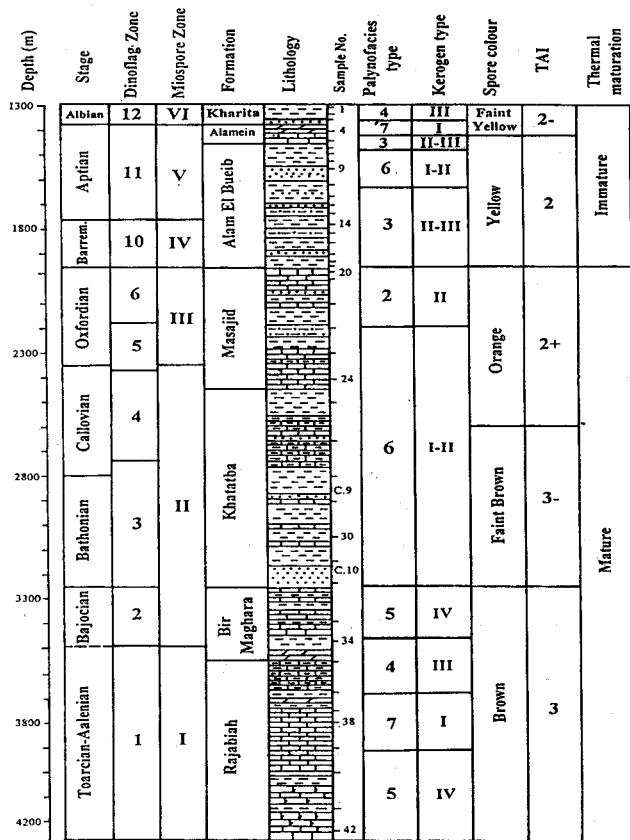 Depth (m)
Stage
Dinoflag Zone
Miospore Zone
Formation
Lithology
Sample No.
Palynofacies type
Kerogen type
Spore colour
TAI
Thermal maturation
1300
1800
2300
2800
3300
3800
4200
Albian
Aptian
Barrem.
Oxfordian
Callovian
Bathonian
Bajocian
Toarcian-Aalenian
12
11
10
6
5
4
3
2
1
VI
V
IV
III
II
I
Kharita
Alamein
Alam El Bueib
Masajid
Khatatba
Bir Maghara
Rajabiah
1
4
9
14
20
24
C.9
30
C.10
34
38
42
4
7
3
6
3
2
6
5
4
7
5
III
I
II-III
I-II
II-III
II
I-II
IV
III
I
IV
Faint Yellow
Yellow
Orange
Faint Brown
Brown
2-
2
2+
3-
3
Immature
Mature